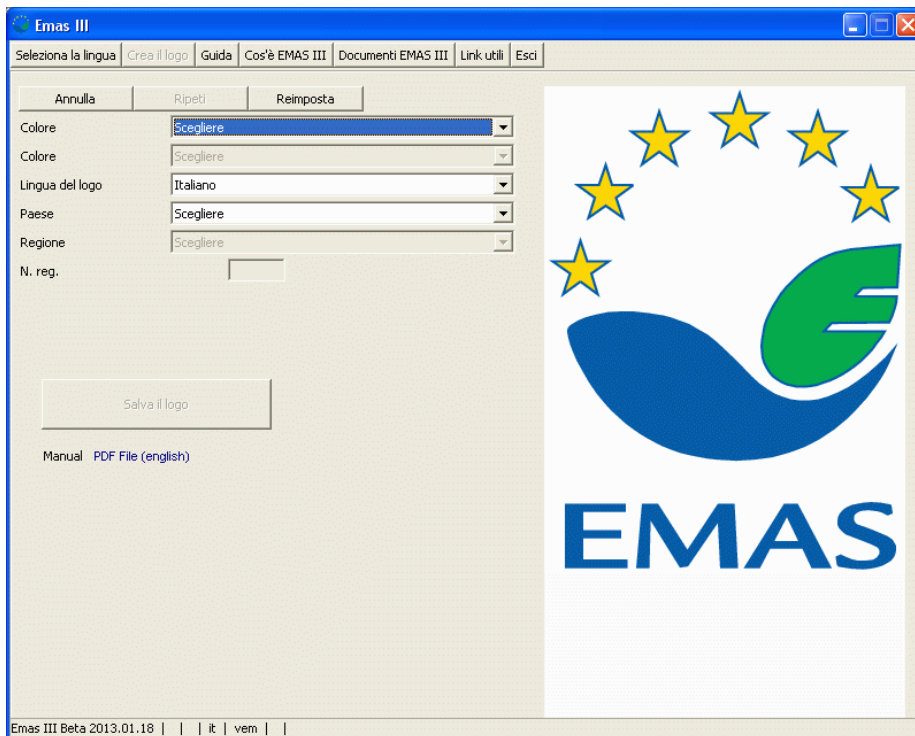 Emas III
Seleziona la lingua Crea il logo Guida Cos'è EMAS III Documenti EMAS III Link utili Esci
Annulla Ripeti Reimposta
Colore Scegliere
Colore Scegliere
Lingua del logo Italiano
Paese Scegliere
Regione Scegliere
N. reg.
Salva il logo
Manual PDF File (english)
EMAS
Emas III Beta 2013.01.18 | | | it | vem | |